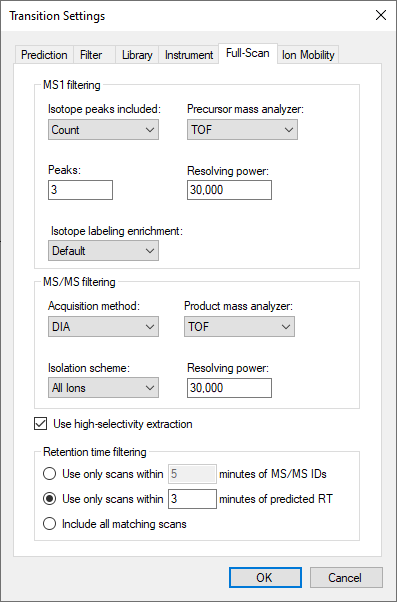 Transition Settings
Prediction Filter Library Instrument Full-Scan Ion Mobility
MS1 filtering
Isotope peaks included: Precursor mass analyzer:
Count TOF
Peaks: Resolving power:
3 30,000
Isotope labeling enrichment:
Default
MS/MS filtering
Acquisition method: Product mass analyzer:
DIA TOF
Isolation scheme: Resolving power:
All Ions 30,000
Use high-selectivity extraction
Retention time filtering
Use only scans within 5 minutes of MS/MS IDs
Use only scans within 3 minutes of predicted RT
Include all matching scans
OK Cancel